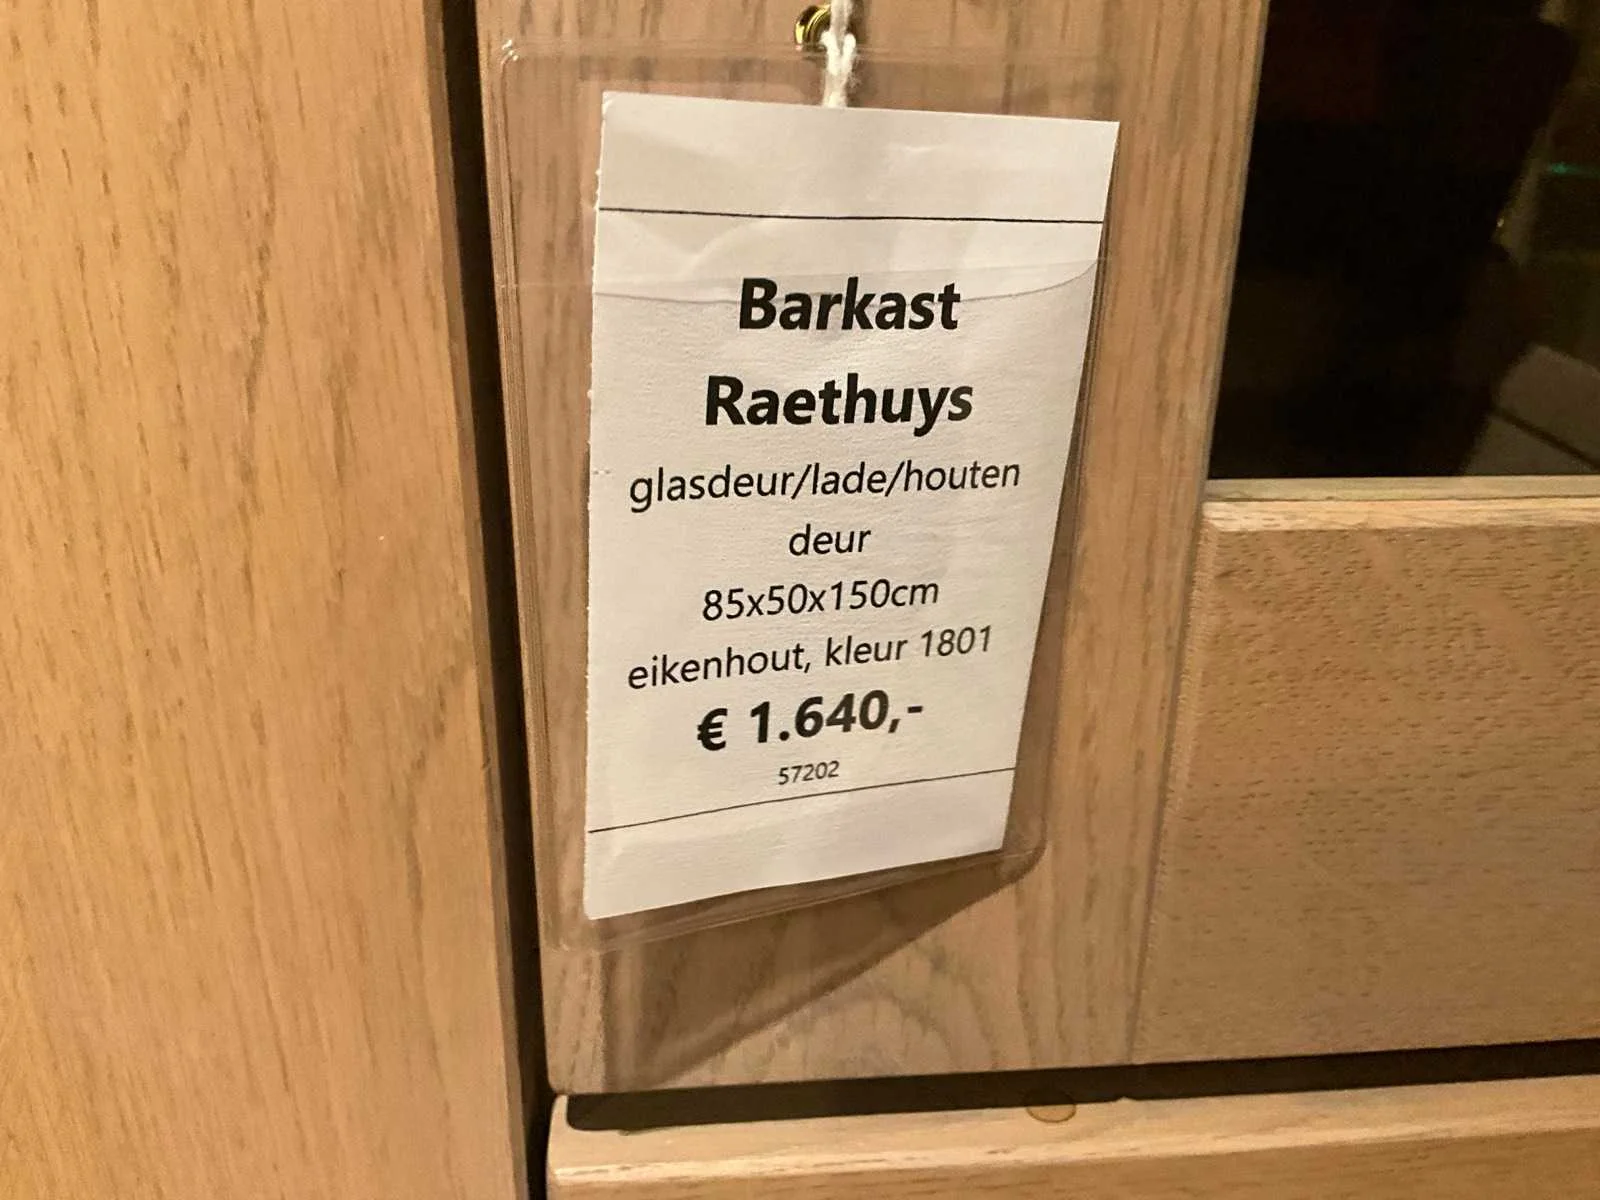 Barkast
Raethuys
glasdeur/lade/houten
deur
85x50x150cm
eikenhout, kleur 1801
€ 1.640,-
57202